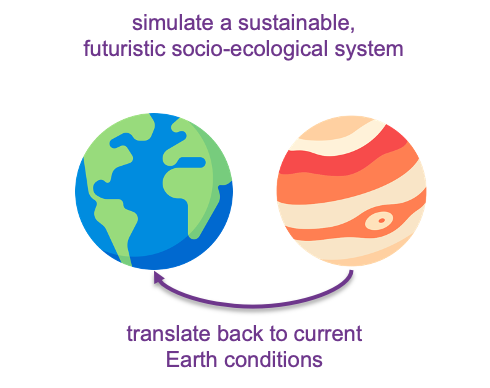 simulate a sustainable,
futuristic socio-ecological system
translate back to current
Earth conditions